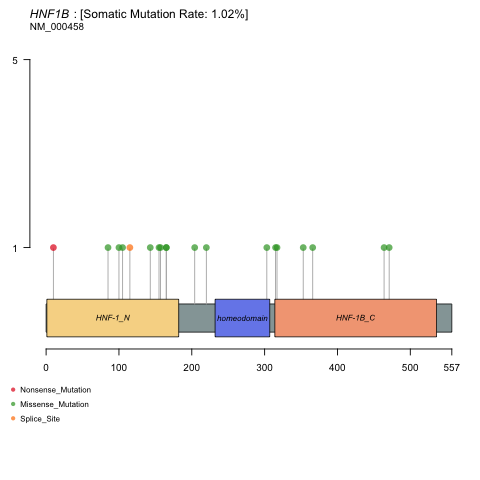 HNF1B : [Somatic Mutation Rate: 1.02%]
NM_000458
5
1
HNF-1_N
homeodomain
HNF-1B_C
0 100 200 300 400 500 557
Nonsense_Mutation
Missense_Mutation
Splice_Site